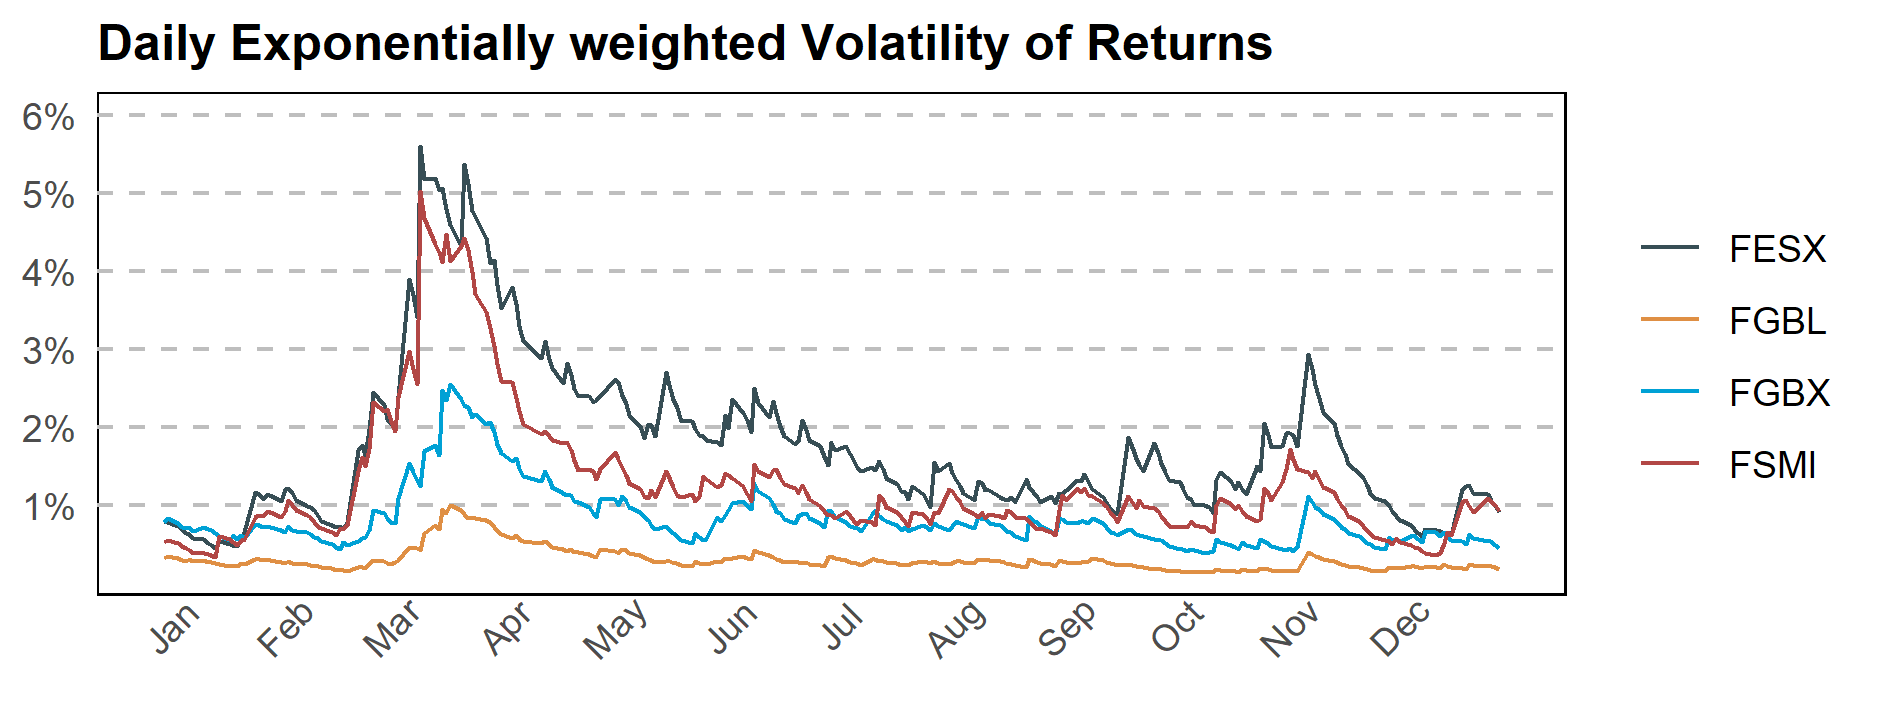 Daily Exponentially weighted Volatility of Returns
6%
5%
4%
3%
2%
1%
Jan Feb Mar Apr May Jun Jul Aug Sep Oct Nov Dec
FESX
FGBL
FGBX
FSMI